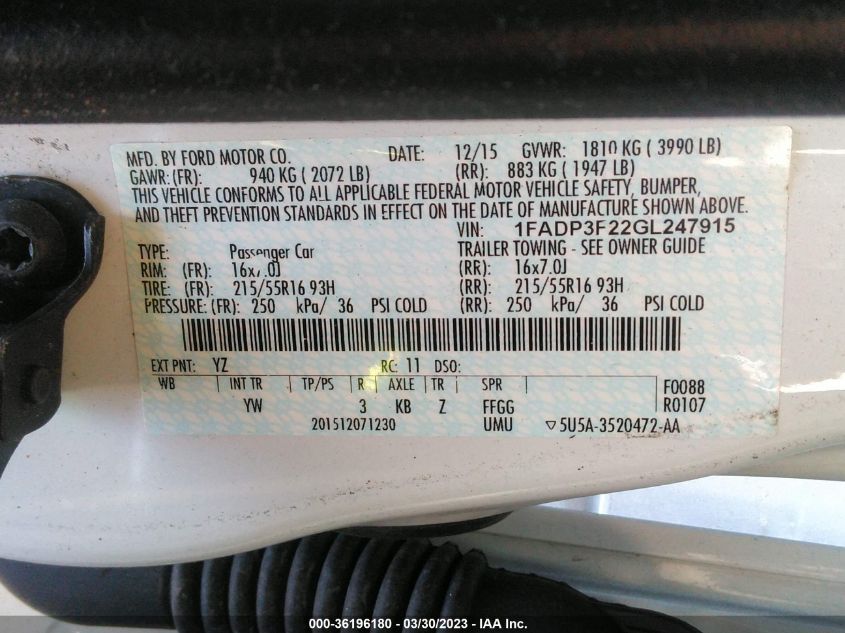 MFD. BY FORD MOTOR CO. DATE: 12/15 GVWR: 1810 KG ( 3990 LB)
GAWR: (FR): 940 KG ( 2072 LB) (RR): 883 KG ( 1947 LB)
THIS VEHICLE CONFORMS TO ALL APPLICABLE FEDERAL MOTOR VEHICLE SAFETY, BUMPER,
AND THEFT PREVENTION STANDARDS IN EFFECT ON THE DATE OF MANUFACTURE SHOWN ABOVE.
VIN: 1FADP3F22GL247915
TYPE: Passenger Car TRAILER TOWING - SEE OWNER GUIDE
RIM: (FR): 16x7.0J (RR): 16x7.0J
TIRE: (FR): 215/55R16 93H (RR): 215/55R16 93H
PRESSURE: (FR): 250 kPa/ 36 PSI COLD (RR): 250 kPa/ 36 PSI COLD
EXT PNT: YZ RC: 11 DSO:
WB INT TR TP/PS R AXLE TR SPR F0088
YW 3 KB Z FFGG R0107
201512071230 UMU ▽5U5A-3520472-AA
000-36196180 - 03/30/2023 - IAA Inc.